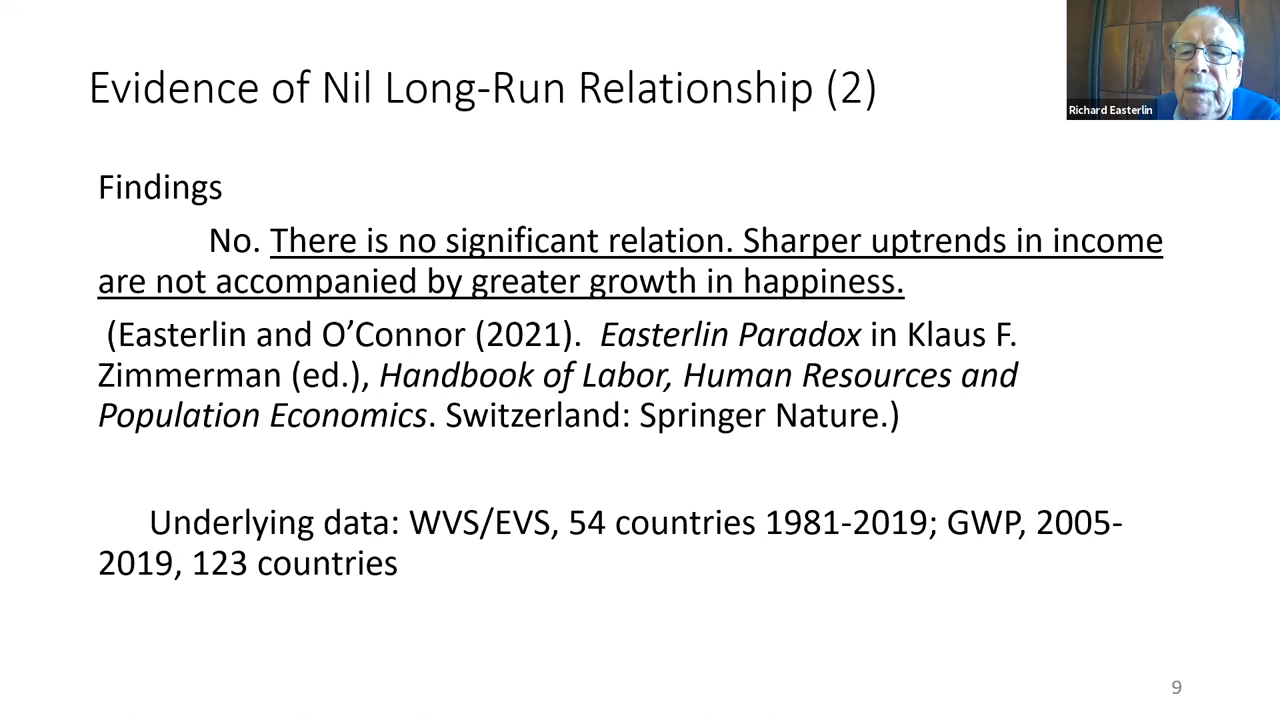 Evidence of Nil Long-Run Relationship (2)
Richard Easterlin
Findings
No. There is no significant relation. Sharper uptrends in income
are not accompanied by greater growth in happiness.
(Easterlin and O’Connor (2021). Easterlin Paradox in Klaus F.
Zimmerman (ed.), Handbook of Labor, Human Resources and
Population Economics. Switzerland: Springer Nature.)
Underlying data: WVS/EVS, 54 countries 1981-2019; GWP, 2005-
2019, 123 countries
9